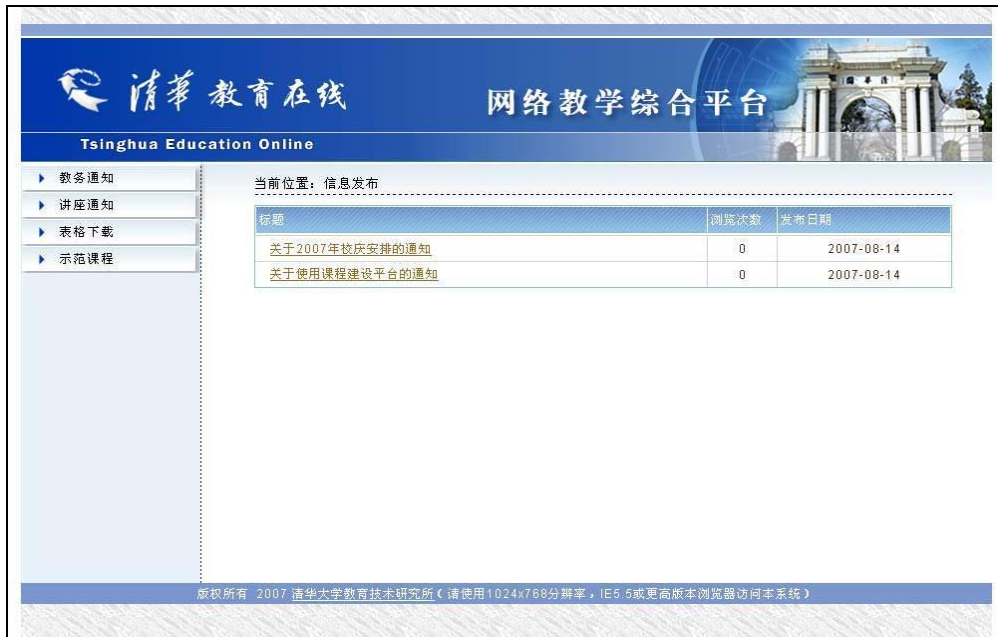 清华教育在线
网络教学综合平台
Tsinghua Education Online
教务通知
讲座通知
表格下载
示范课程
当前位置：信息发布
标题 浏览次数 发布日期
关于2007年校庆安排的通知 0 2007-08-14
关于使用课程建设平台的通知 0 2007-08-14
版权所有 2007 清华大学教育技术研究所(请使用1024x768分辨率，IE5.5或更高版本浏览器访问本系统)